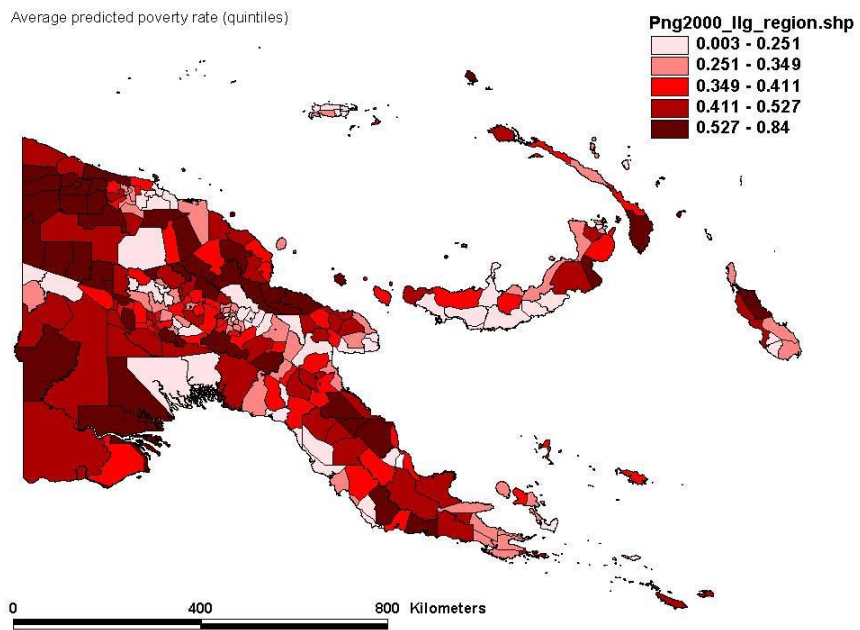 Average predicted poverty rate (quintiles)
Png2000_llg_region.shp
0.003 - 0.251
0.251 - 0.349
0.349 - 0.411
0.411 - 0.527
0.527 - 0.84
0 400 800 Kilometers